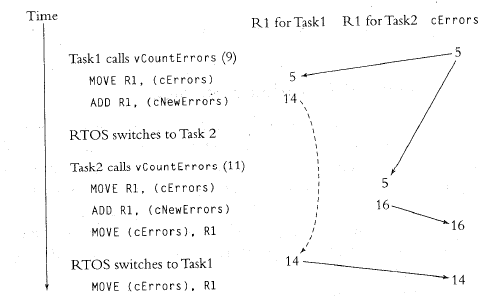 Time
R1 for Task1 R1 for Task2 cErrors
5
Task1 calls vCountErrors (9)
MOVE R1, (cErrors) 5
ADD R1, (cNewErrors) 14
RTOS switches to Task 2
Task2 calls vCountErrors (11)
MOVE R1, (cErrors) 5
ADD R1, (cNewErrors) 16
MOVE (cErrors), R1 16
RTOS switches to Task1 14
MOVE (cErrors), R1 14